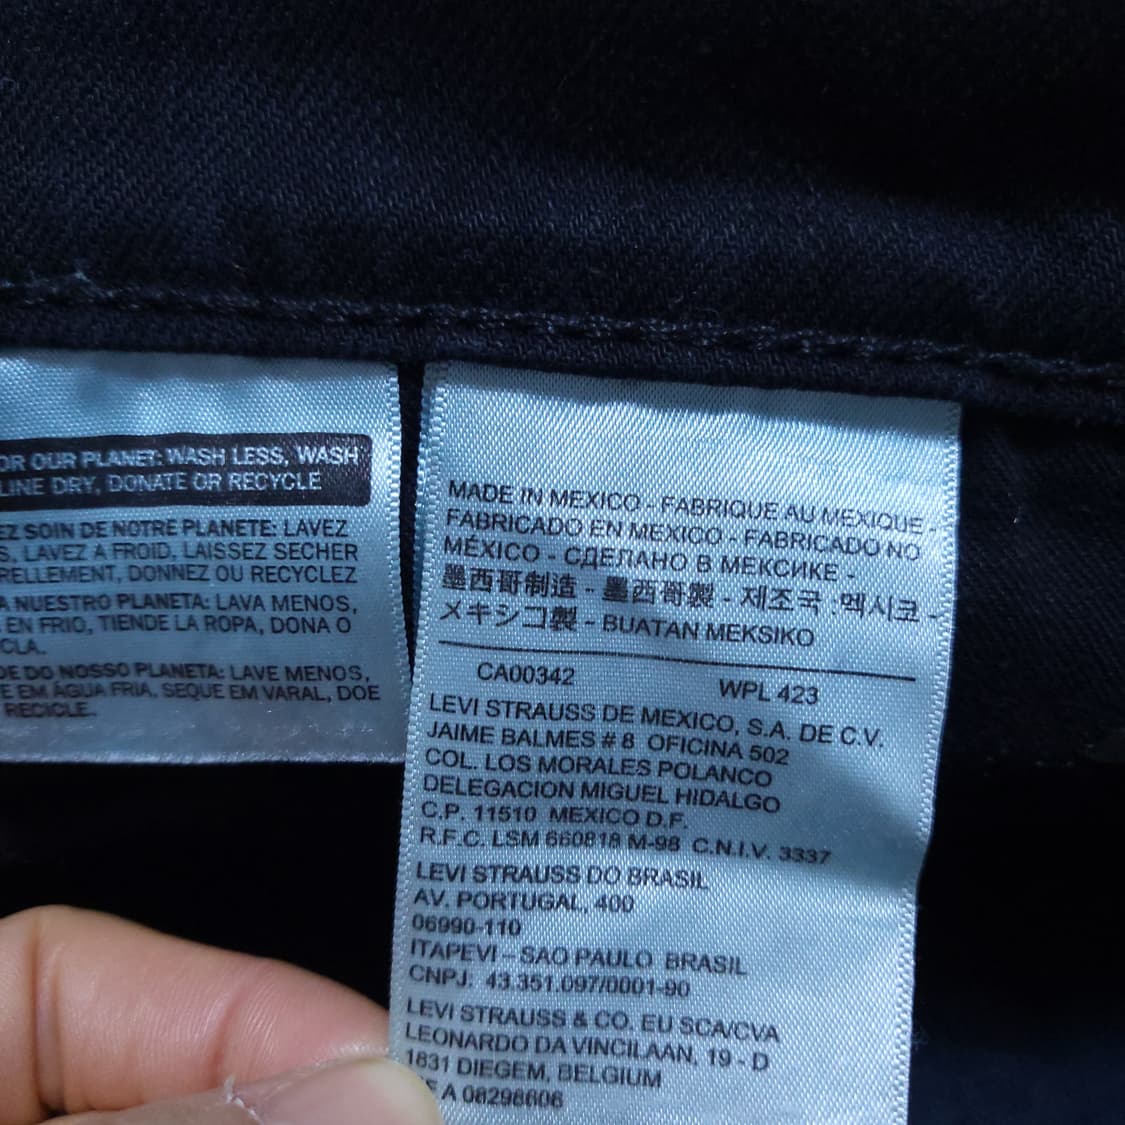 OR OUR PLANET: WASH LESS, WASH
LINE DRY, DONATE OR RECYCLE
EZ SOIN DE NOTRE PLANETE: LAVEZ
S, LAVEZ A FROID, LAISSEZ SECHER
RELLEMENT, DONNEZ OU RECYCLEZ
A NUESTRO PLANETA: LAVA MENOS,
EN FRIO, TIENDE LA ROPA, DONA O
CLA.
DE DO NOSSO PLANETA: LAVE MENOS,
E EM ÁGUA FRIA, SEQUE EM VARAL, DOE
RECICLE.
MADE IN MEXICO - FABRIQUE AU MEXIQUE -
FABRICADO EN MEXICO - FABRICADO NO
MÉXICO - СДЕЛАНО В МЕКСИКЕ -
墨西哥制造 - 墨西哥製 - 제조국 :멕시코 -
メキシコ製 - BUATAN MEKSIKO
CA00342 WPL 423
LEVI STRAUSS DE MEXICO, S.A. DE C.V.
JAIME BALMES # 8 OFICINA 502
COL. LOS MORALES POLANCO
DELEGACION MIGUEL HIDALGO
C.P. 11510 MEXICO D.F.
R.F.C. LSM 660818 M-98 C.N.I.V. 3337
LEVI STRAUSS DO BRASIL
AV. PORTUGAL, 400
06990-110
ITAPEVI – SAO PAULO BRASIL
CNPJ. 43.351.097/0001-90
LEVI STRAUSS & CO. EU SCA/CVA
LEONARDO DA VINCILAAN, 19 - D
1831 DIEGEM, BELGIUM
A 08298606